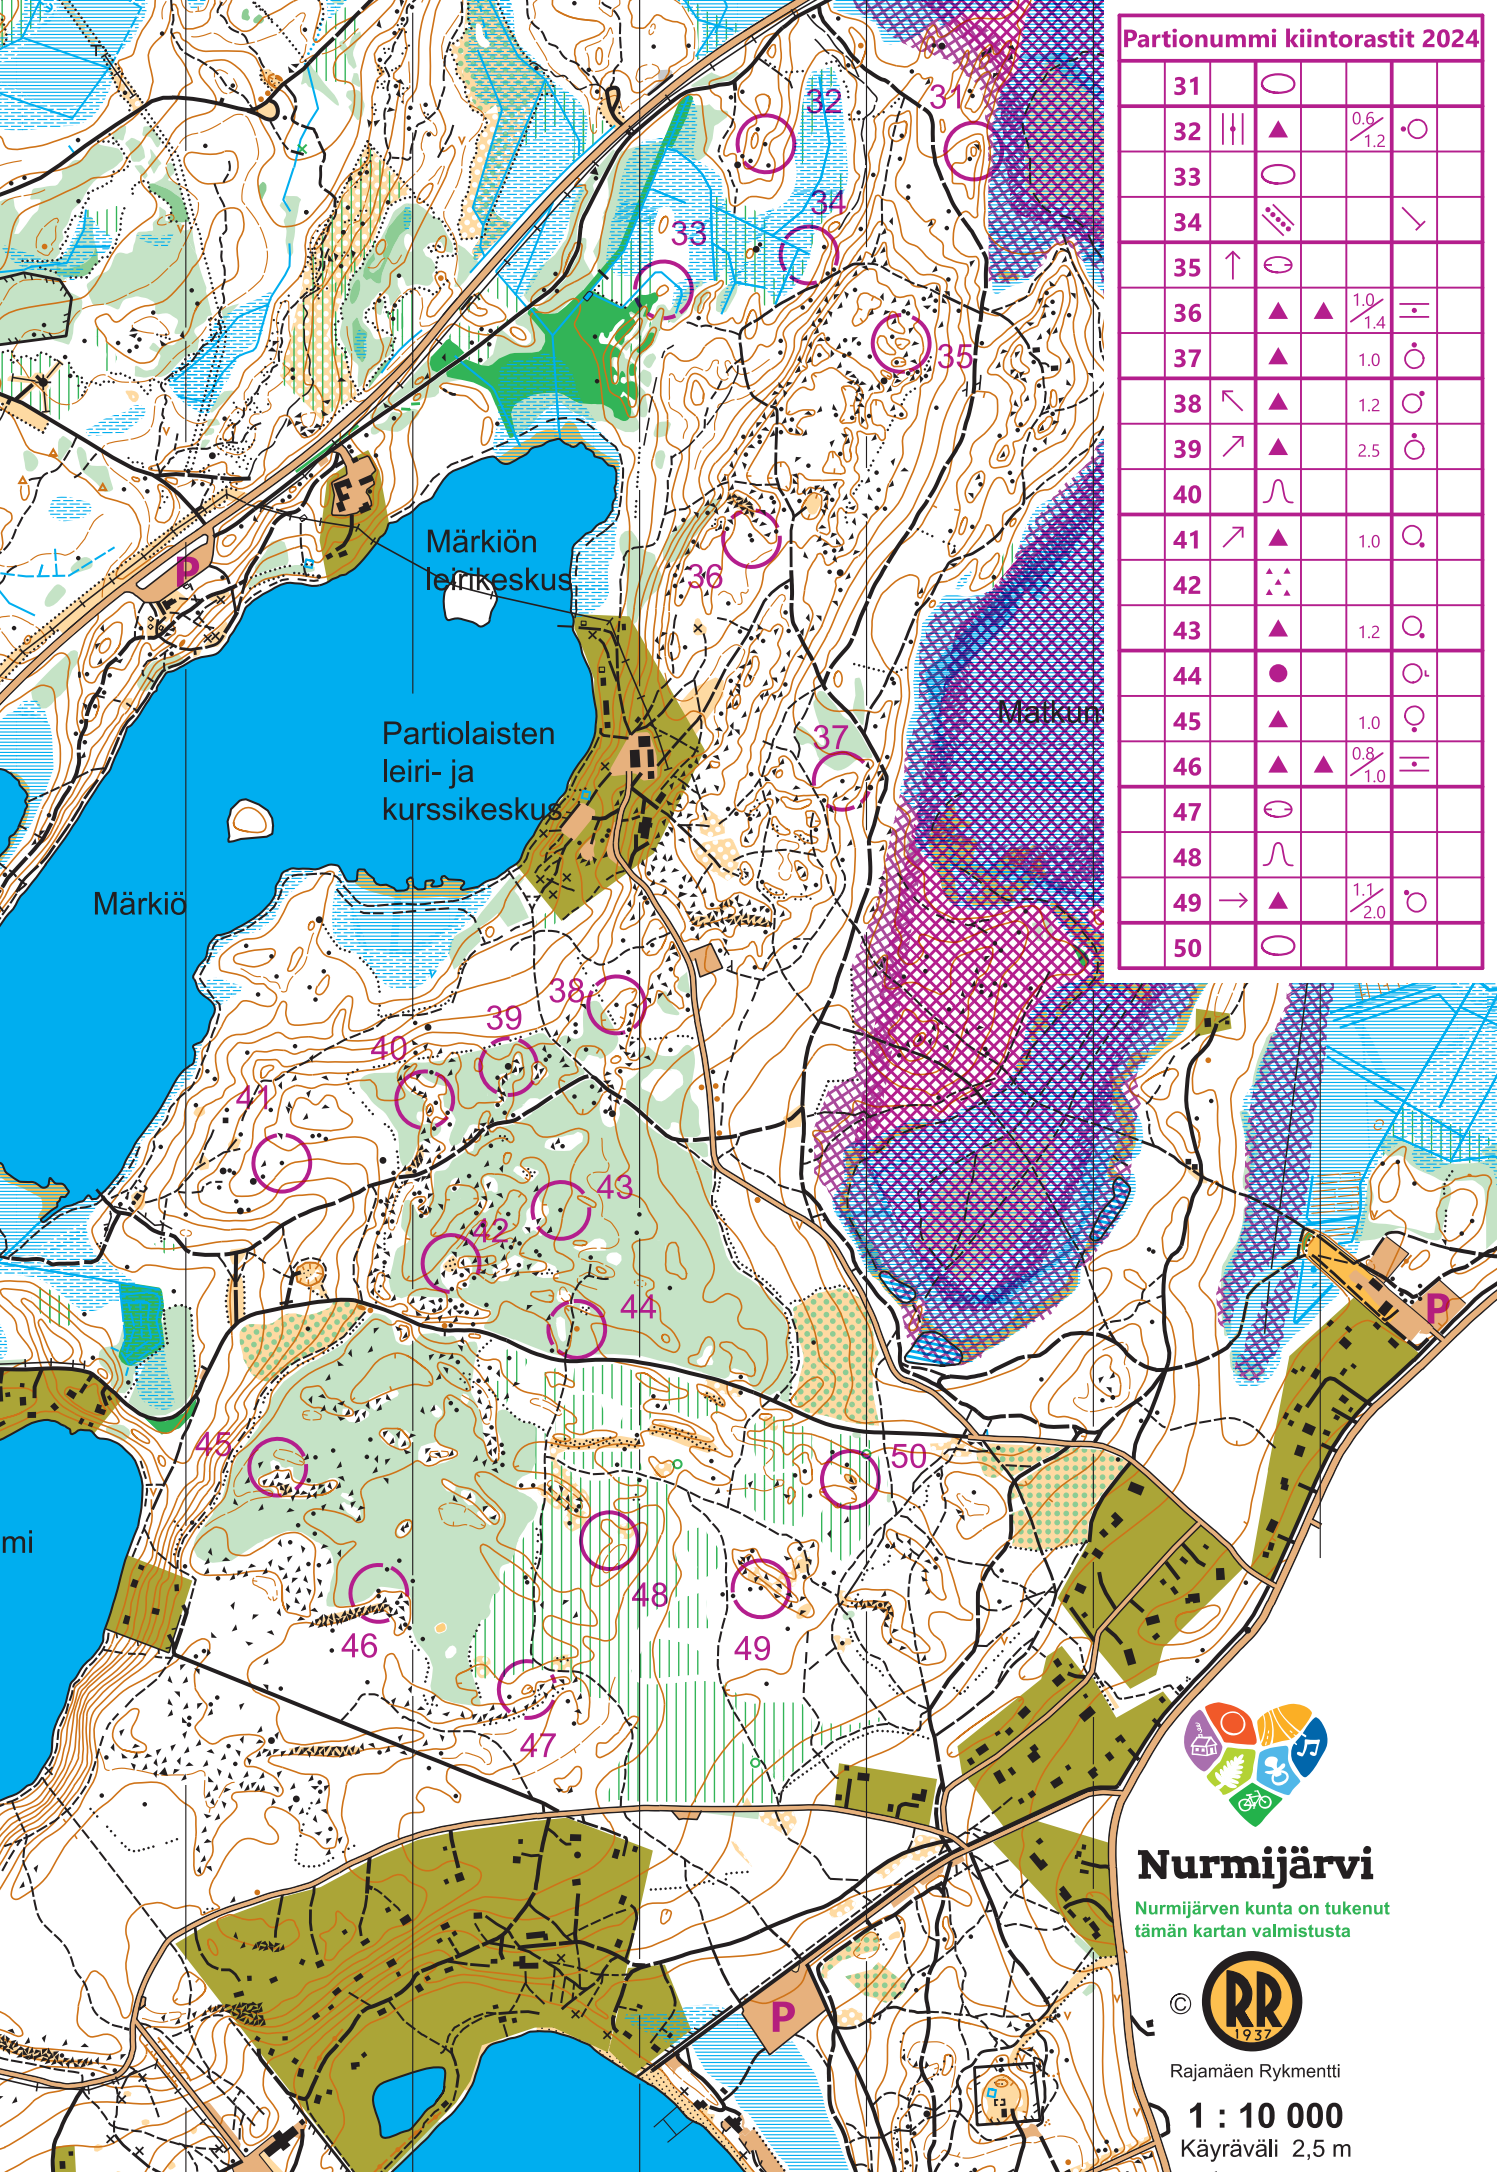 Partionummi kiintorastit 2024
31
32 0.6/1.2
33
34
35
36 1.0/1.4
37 1.0
38 1.2
39 2.5
40
41 1.0
42
43 1.2
44
45 1.0
46 0.8/1.0
47
48
49 1.1/2.0
50
32
31
34
33
35
P
Märkiön
leirikeskus
36
Partiolaisten
leiri- ja
kurssikeskus
37
Märkiö
38
39
40
41
43
42
44
P
45
50
mi
48
46
49
47
P
Nurmijärvi
Nurmijärven kunta on tukenut
tämän kartan valmistusta
© RR
1937
Rajamäen Rykmentti
1 : 10 000
Käyräväli 2,5 m